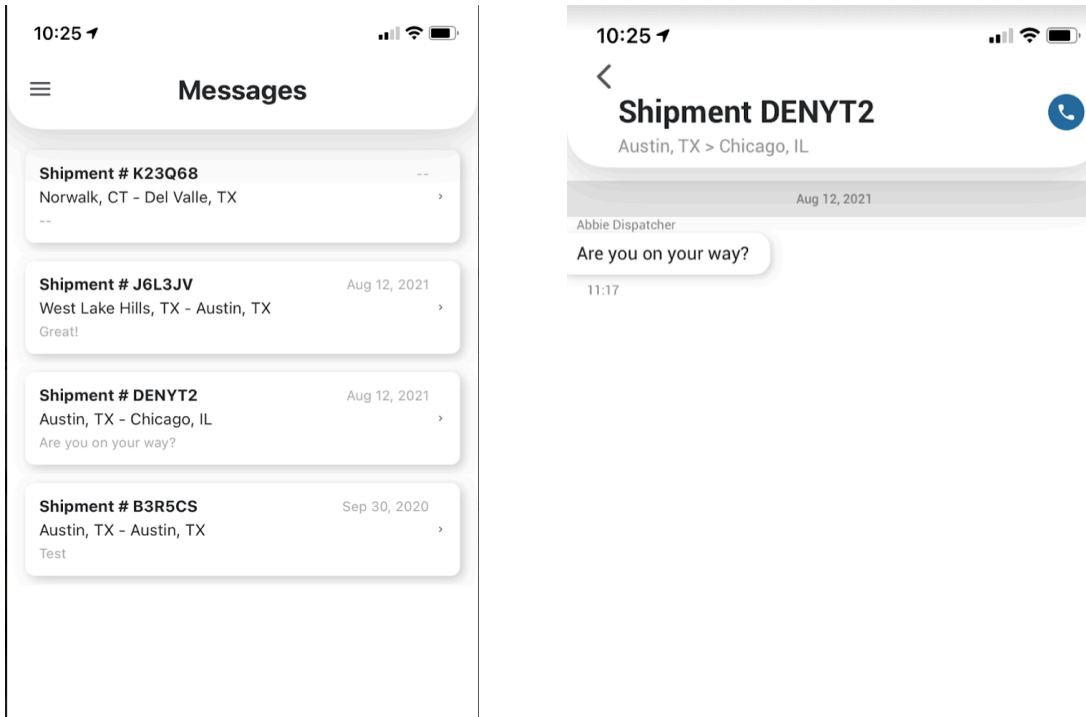 10:25
Messages
Shipment # K23Q68 --
Norwalk, CT - Del Valle, TX
--
Shipment # J6L3JV Aug 12, 2021
West Lake Hills, TX - Austin, TX
Great!
Shipment # DENYT2 Aug 12, 2021
Austin, TX - Chicago, IL
Are you on your way?
Shipment # B3R5CS Sep 30, 2020
Austin, TX - Austin, TX
Test
10:25
Shipment DENYT2
Austin, TX > Chicago, IL
Aug 12, 2021
Abbie Dispatcher
Are you on your way?
11:17